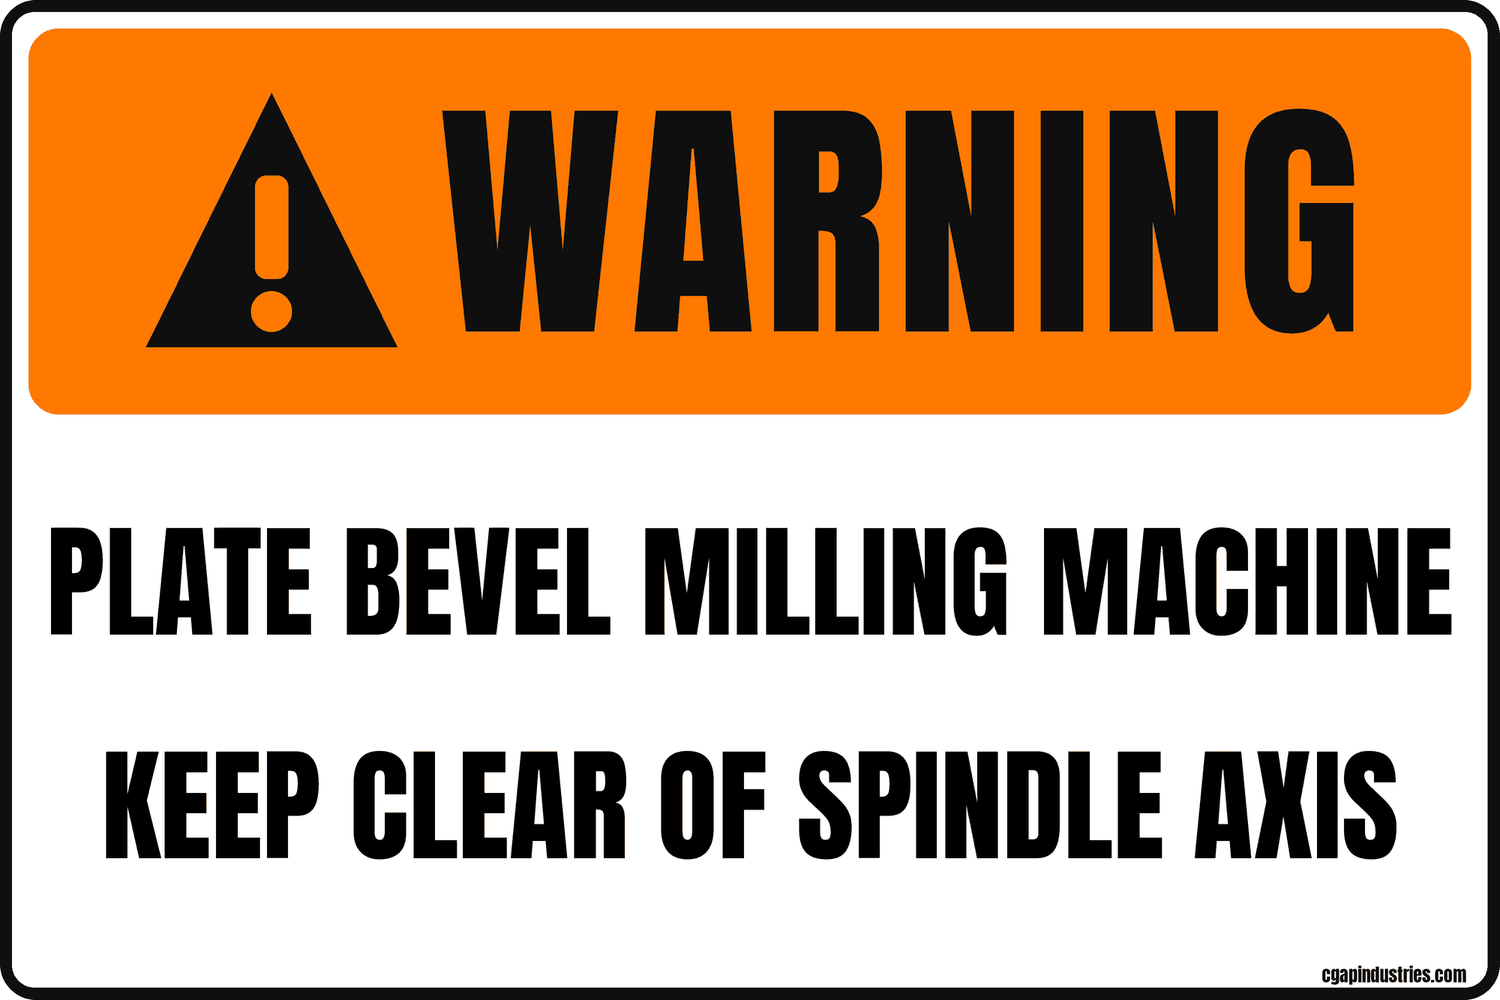 WARNING
PLATE BEVEL MILLING MACHINE
KEEP CLEAR OF SPINDLE AXIS
cgapindustries.com